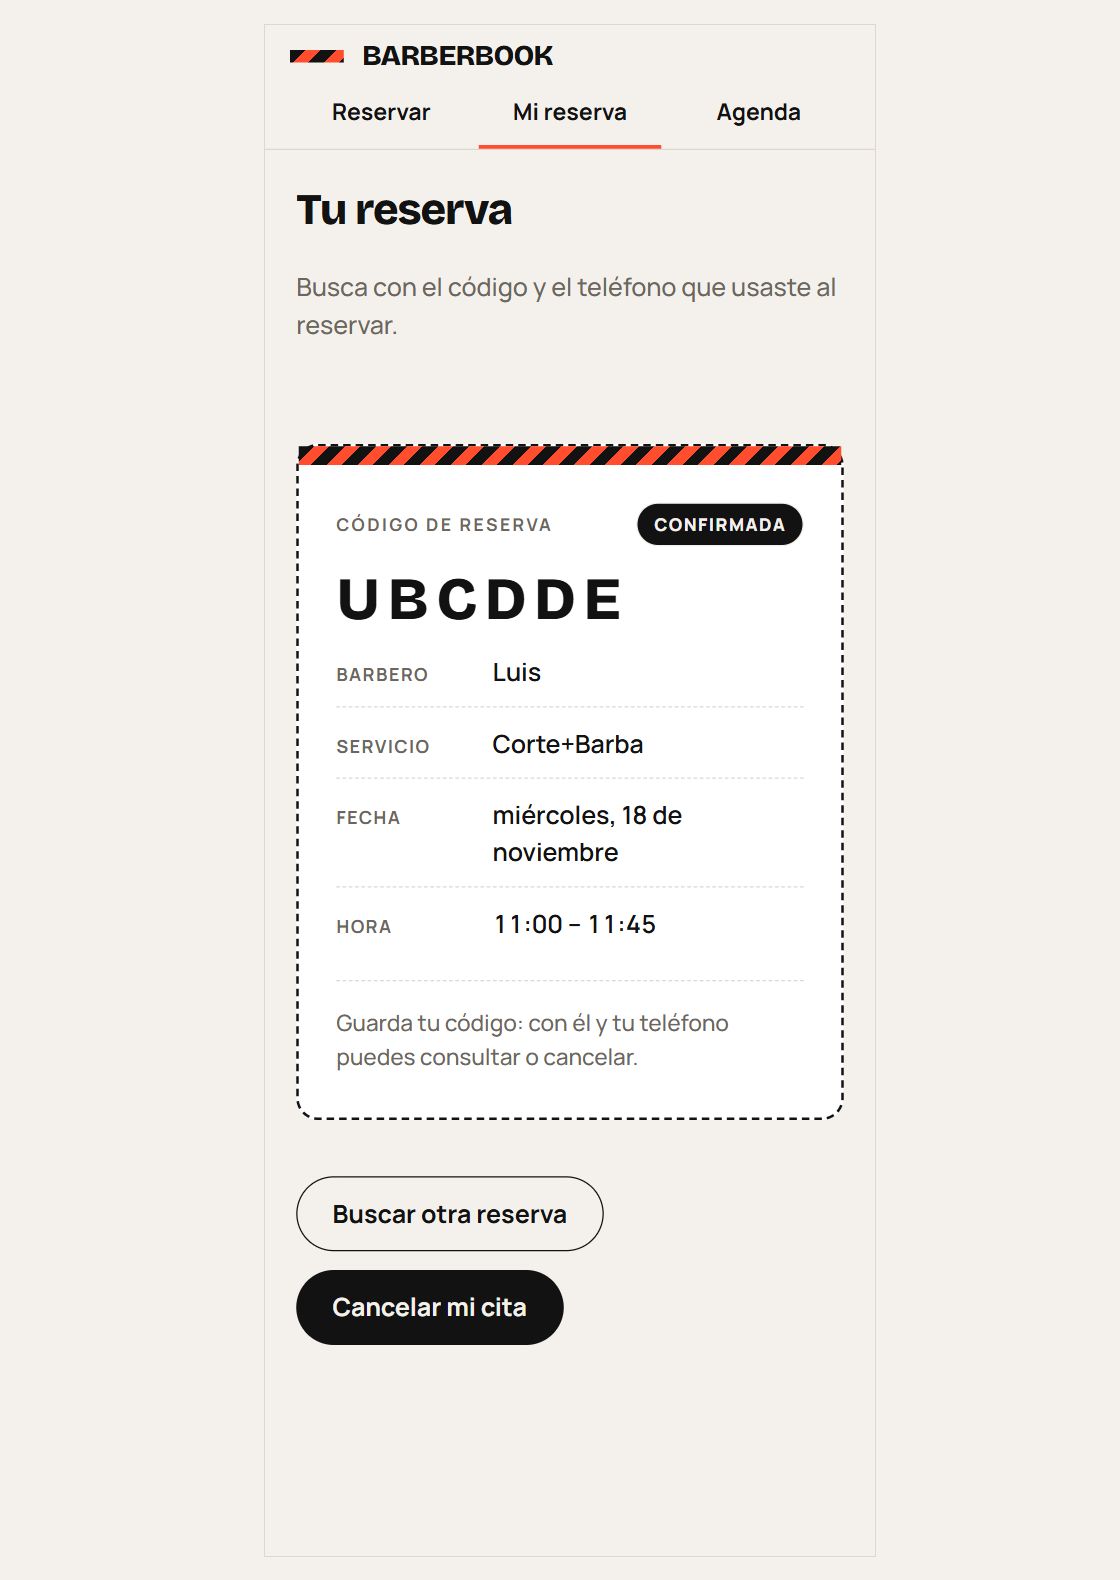 BARBERBOOK
Reservar Mi reserva Agenda
Tu reserva
Busca con el código y el teléfono que usaste al
reservar.
CÓDIGO DE RESERVA CONFIRMADA
UBCDDE
BARBERO Luis
SERVICIO Corte+Barba
FECHA miércoles, 18 de
noviembre
HORA 11:00 – 11:45
Guarda tu código: con él y tu teléfono
puedes consultar o cancelar.
Buscar otra reserva
Cancelar mi cita